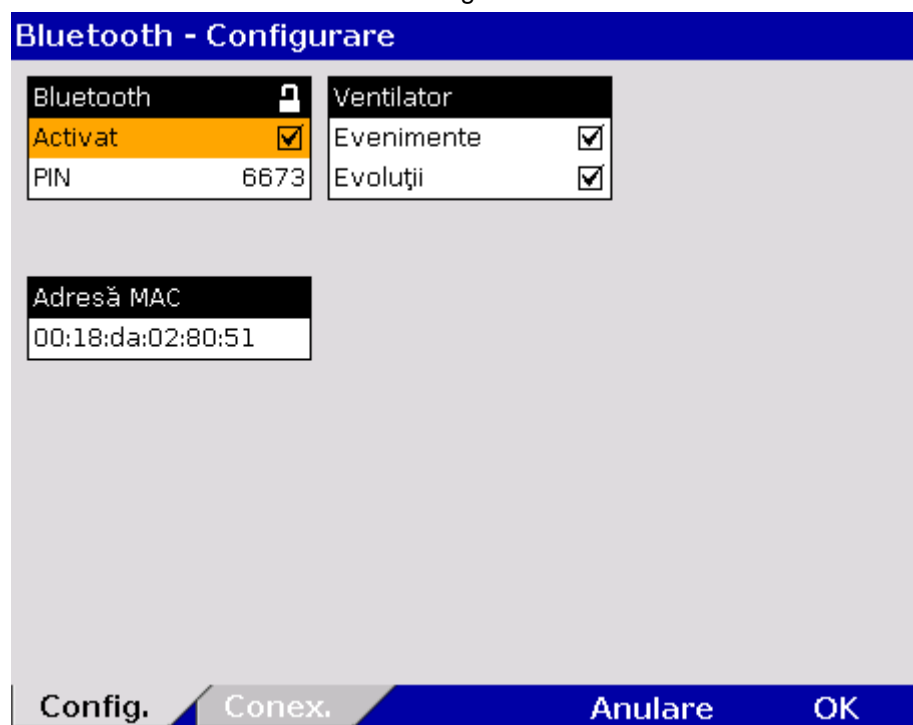 Bluetooth - Configurare
Bluetooth
Activat
PIN 6673
Ventilator
Evenimente
Evoluţii
Adresă MAC
00:18:da:02:80:51
Config. Conex. Anulare OK